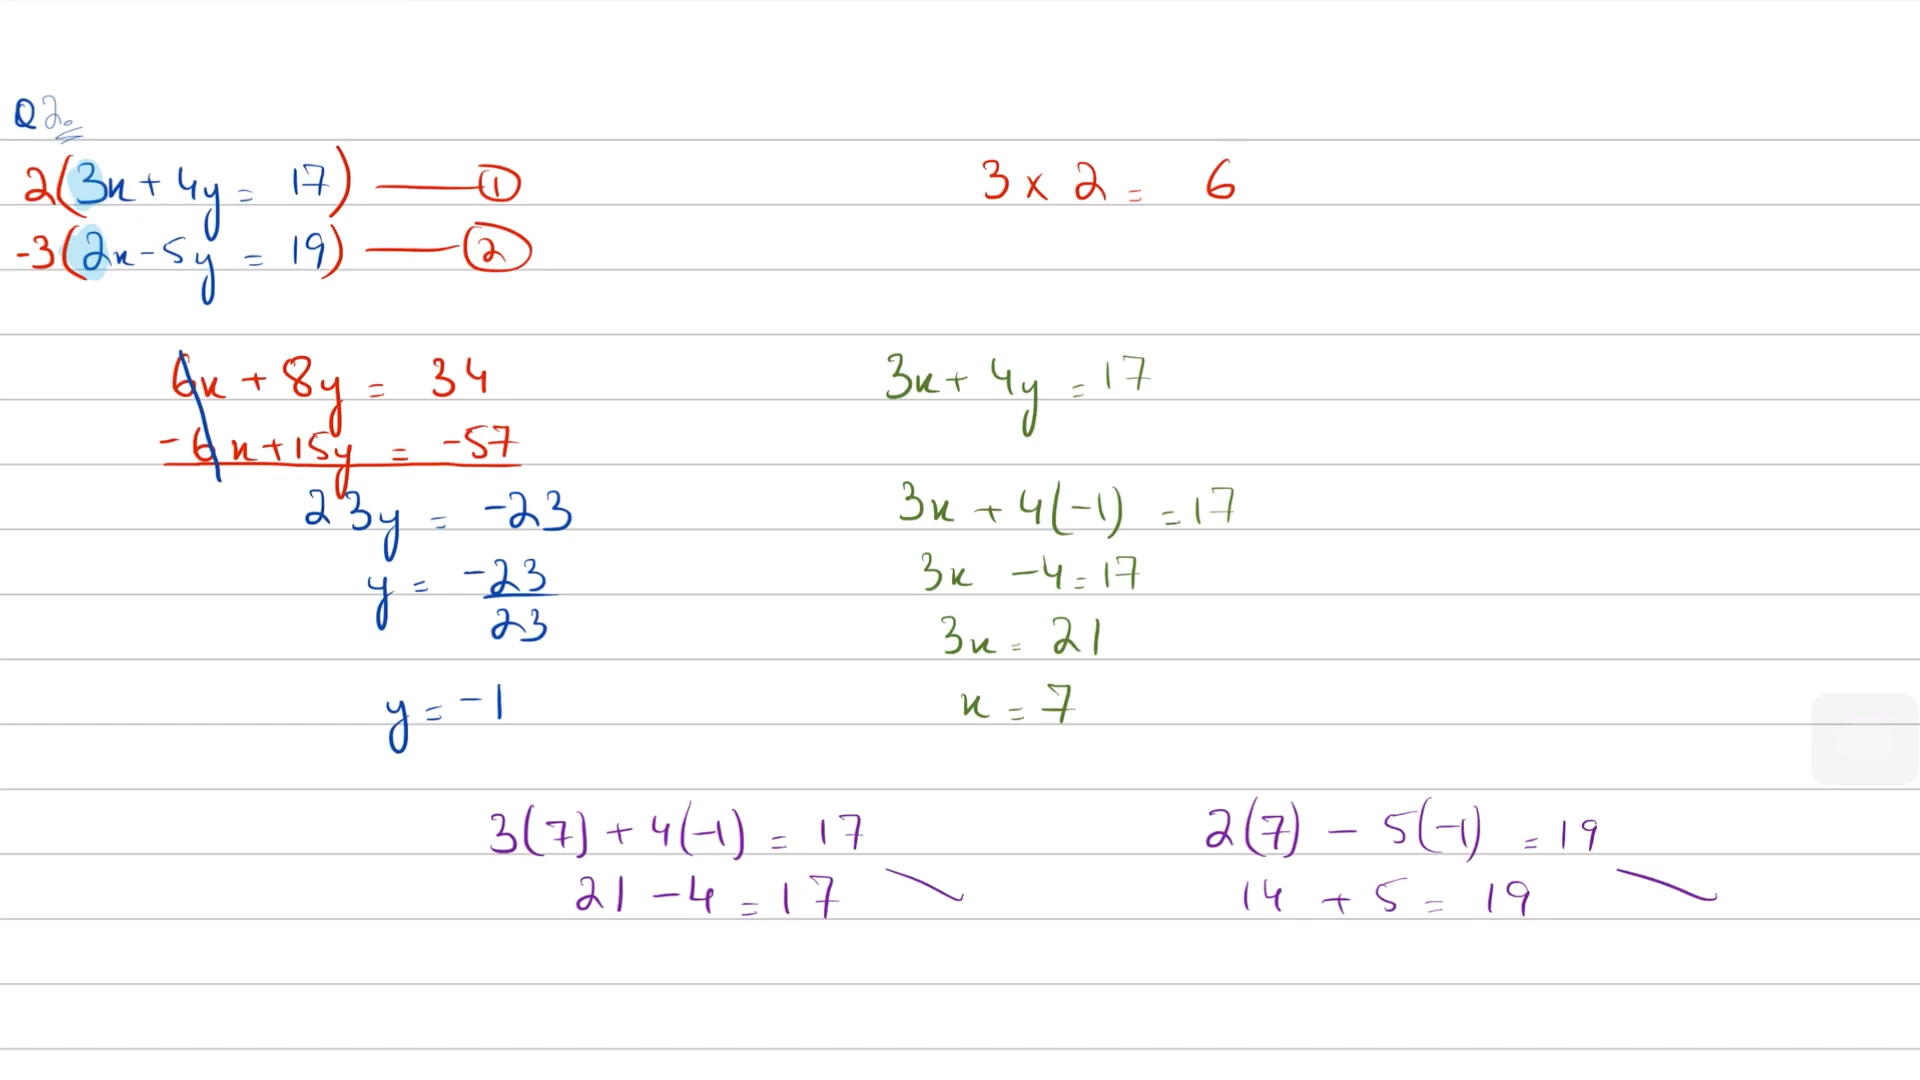 Q2.
2(3x + 4y = 17) —— ①
-3(2x - 5y = 19) —— ②
3 × 2 = 6
6x + 8y = 34
-6x + 15y = -57
23y = -23
y = -23/23
y = -1
3x + 4y = 17
3x + 4(-1) = 17
3x - 4 = 17
3x = 21
x = 7
3(7) + 4(-1) = 17
21 - 4 = 17
2(7) - 5(-1) = 19
14 + 5 = 19